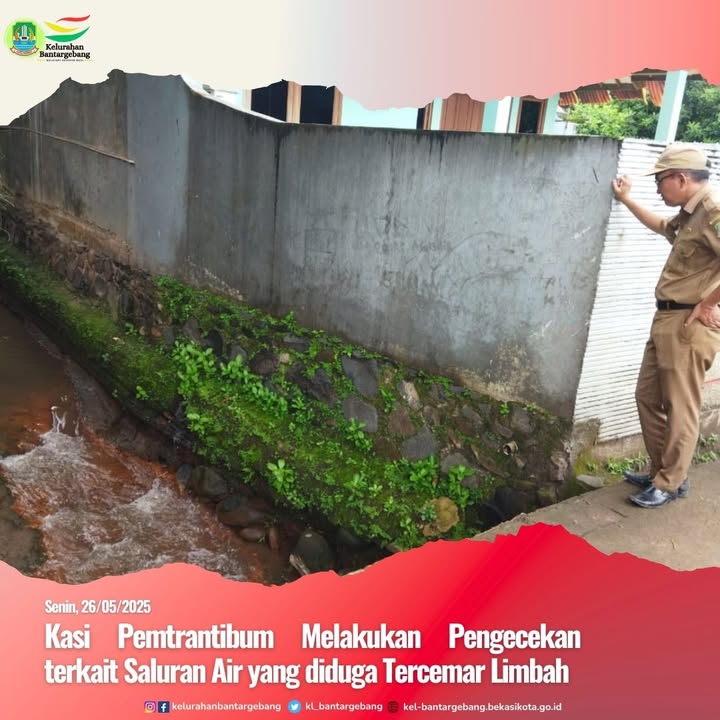 Kelurahan
Bantargebang
Senin, 26/05/2025
Kasi Pemtrantibum Melakukan Pengecekan
terkait Saluran Air yang diduga Tercemar Limbah
kelurahanbantargebang kl_bantargebang kel-bantargebang.bekasikota.go.id